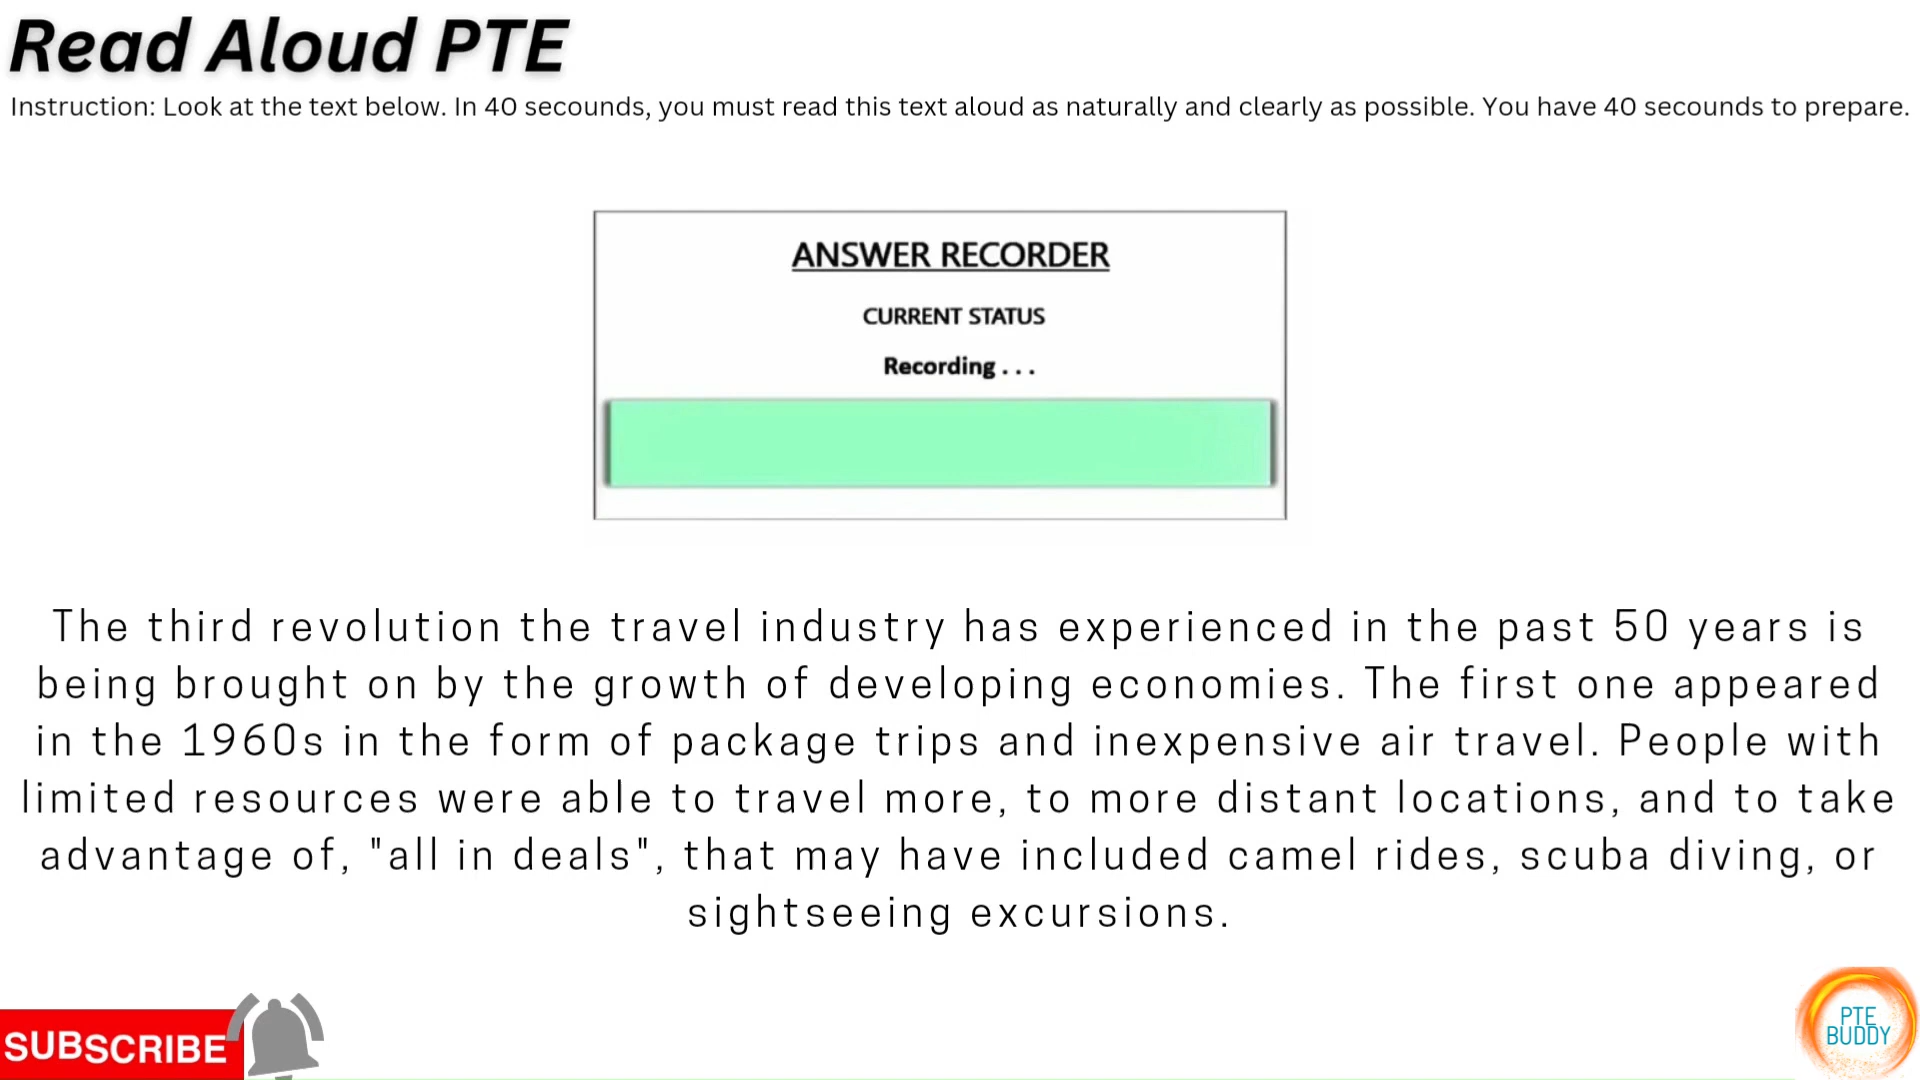 Read Aloud PTE
Instruction: Look at the text below. In 40 secounds, you must read this text aloud as naturally and clearly as possible. You have 40 secounds to prepare.
ANSWER RECORDER
CURRENT STATUS
Recording . . .
The third revolution the travel industry has experienced in the past 50 years is
being brought on by the growth of developing economies. The first one appeared
in the 1960s in the form of package trips and inexpensive air travel. People with
limited resources were able to travel more, to more distant locations, and to take
advantage of, "all in deals", that may have included camel rides, scuba diving, or
sightseeing excursions.
SUBSCRIBE
PTE
BUDDY